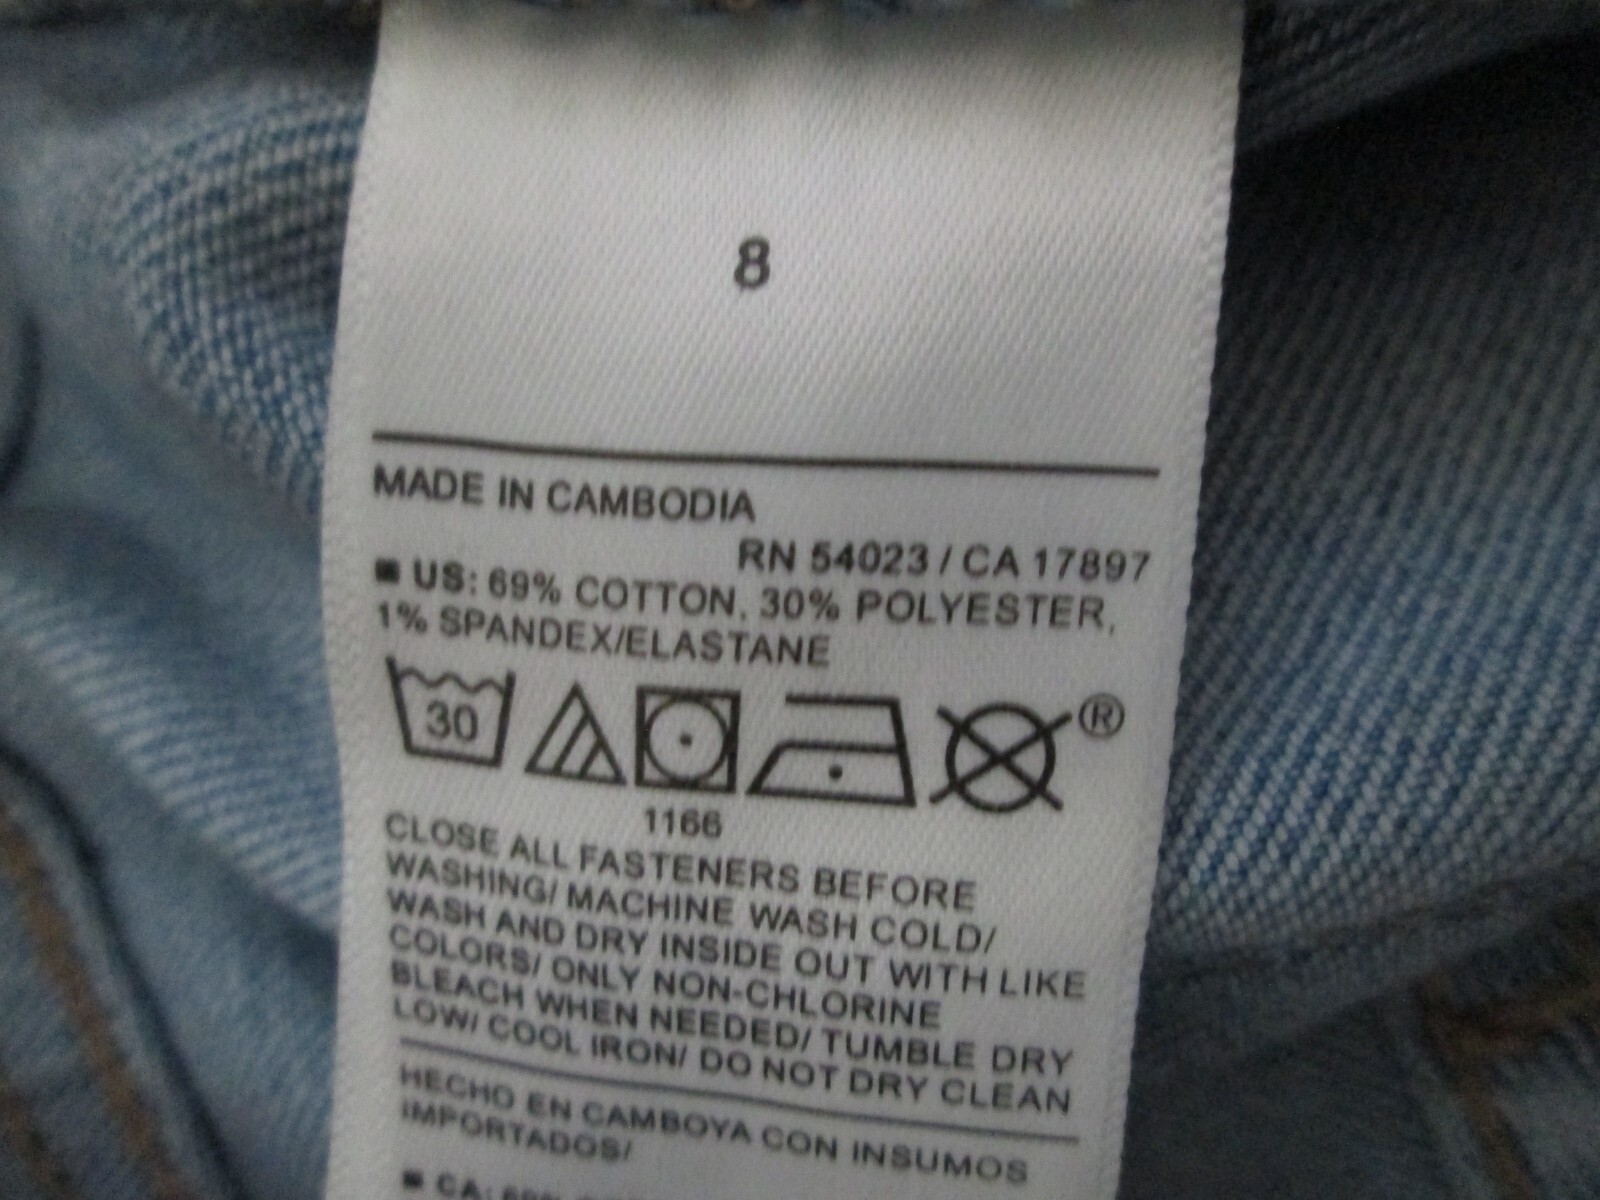 8
MADE IN CAMBODIA
RN 54023 / CA 17897
■ US: 69% COTTON, 30% POLYESTER,
1% SPANDEX/ELASTANE
30
®
1166
CLOSE ALL FASTENERS BEFORE
WASHING/ MACHINE WASH COLD/
WASH AND DRY INSIDE OUT WITH LIKE
COLORS/ ONLY NON-CHLORINE
BLEACH WHEN NEEDED/ TUMBLE DRY
LOW/ COOL IRON/ DO NOT DRY CLEAN
HECHO EN CAMBOYA CON INSUMOS
IMPORTADOS/
■ CA: